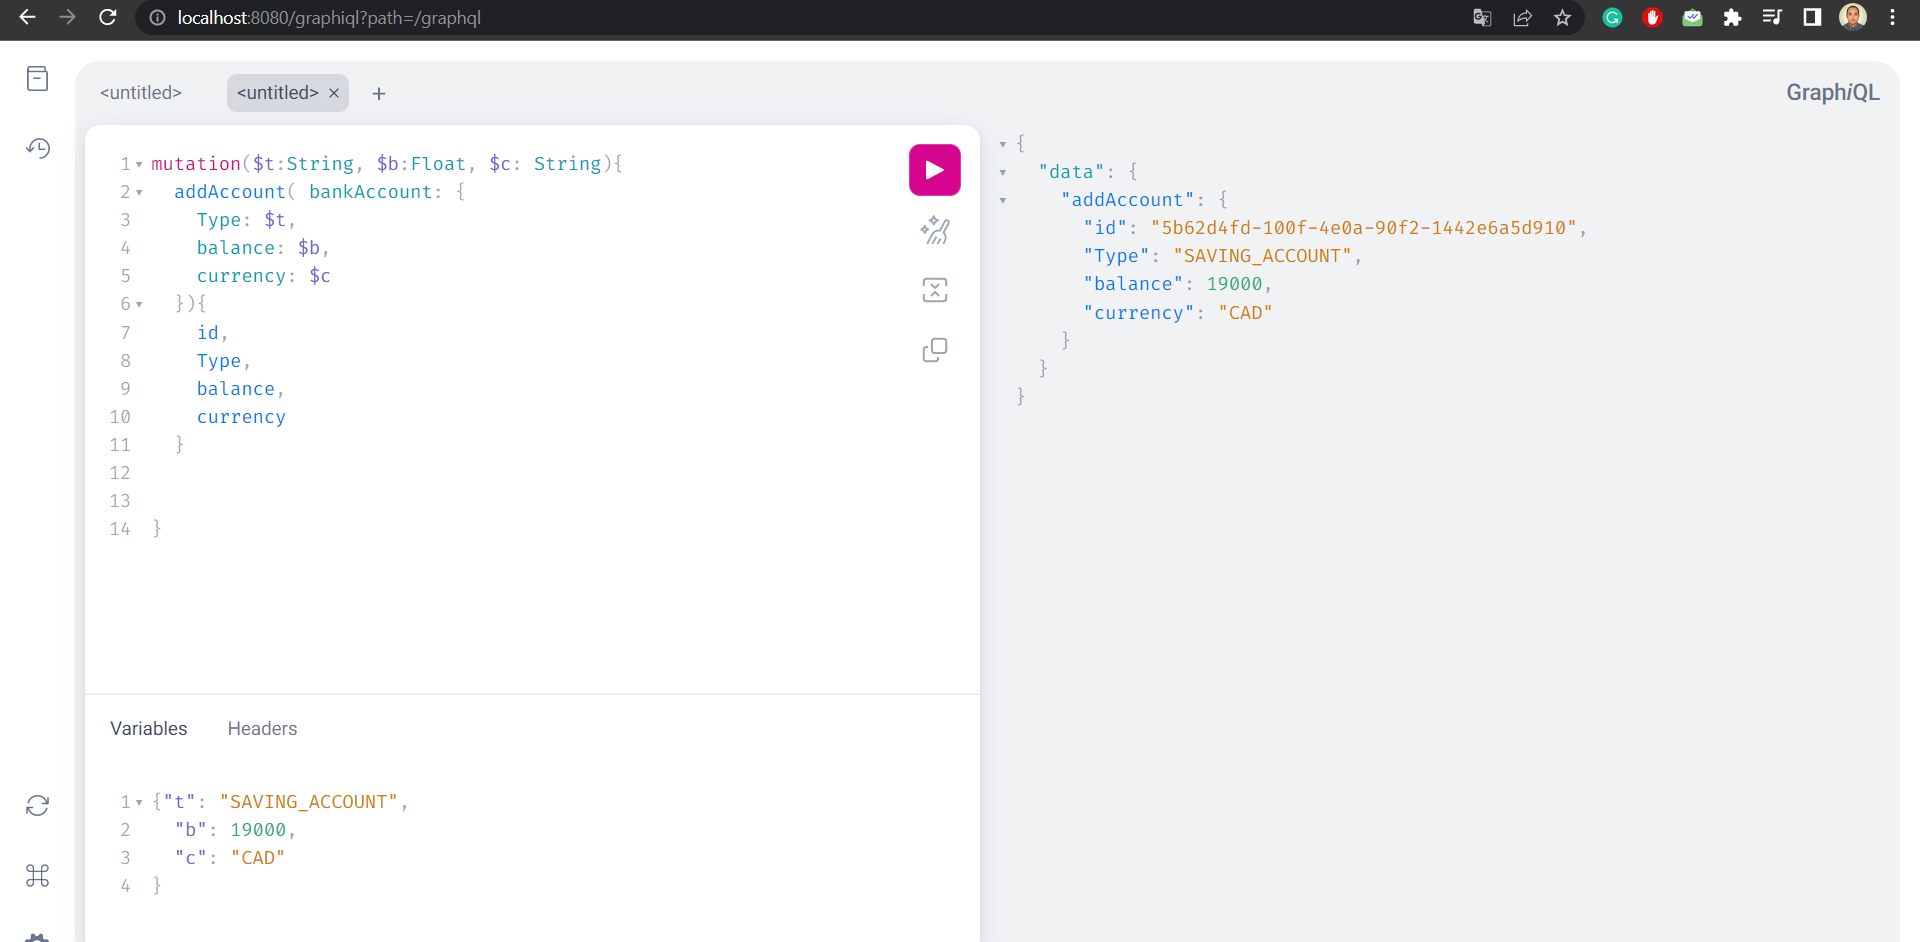 localhost:8080/graphiql?path=/graphql
<untitled>
<untitled> × +
GraphiQL
1 mutation($t:String, $b:Float, $c: String){
2 addAccount( bankAccount: {
3 Type: $t,
4 balance: $b,
5 currency: $c
6 }){
7 id,
8 Type,
9 balance,
10 currency
11 }
12
13
14 }
{
"data": {
"addAccount": {
"id": "5b62d4fd-100f-4e0a-90f2-1442e6a5d910",
"Type": "SAVING_ACCOUNT",
"balance": 19000,
"currency": "CAD"
}
}
}
Variables Headers
1 {"t": "SAVING_ACCOUNT",
2 "b": 19000,
3 "c": "CAD"
4 }